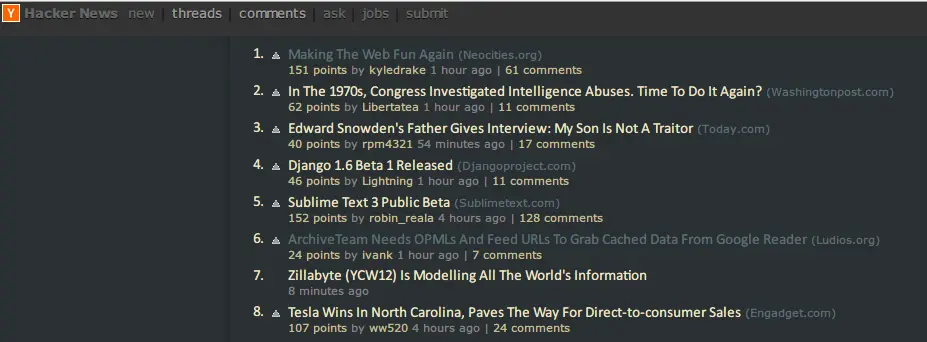 Y Hacker News new | threads | comments | ask | jobs | submit
1. Making The Web Fun Again (Neocities.org)
151 points by kyledrake 1 hour ago | 61 comments
2. In The 1970s, Congress Investigated Intelligence Abuses. Time To Do It Again? (Washingtonpost.com)
62 points by Libertatea 1 hour ago | 11 comments
3. Edward Snowden's Father Gives Interview: My Son Is Not A Traitor (Today.com)
40 points by rpm4321 54 minutes ago | 17 comments
4. Django 1.6 Beta 1 Released (Djangoproject.com)
46 points by Lightning 1 hour ago | 11 comments
5. Sublime Text 3 Public Beta (Sublimetext.com)
152 points by robin_reala 4 hours ago | 128 comments
6. ArchiveTeam Needs OPMLs And Feed URLs To Grab Cached Data From Google Reader (Ludios.org)
24 points by ivank 1 hour ago | 7 comments
7. Zillabyte (YCW12) Is Modelling All The World's Information
8 minutes ago
8. Tesla Wins In North Carolina, Paves The Way For Direct-to-consumer Sales (Engadget.com)
107 points by ww520 4 hours ago | 24 comments